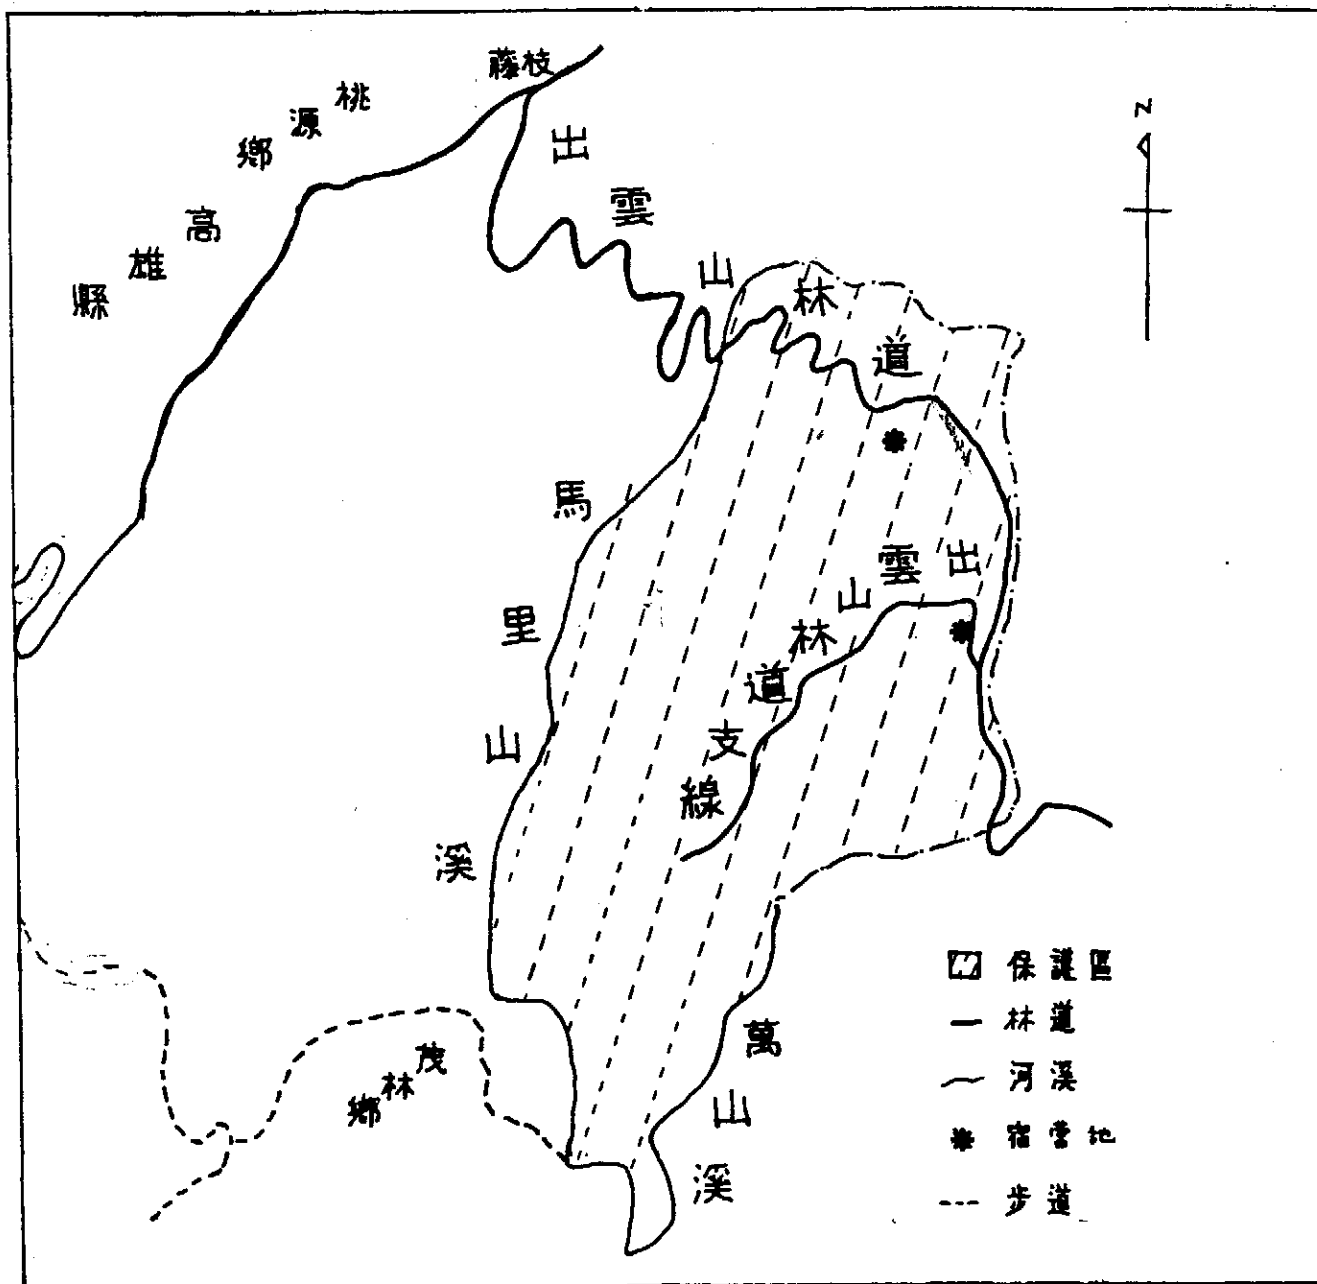 藤枝
桃源鄉
高雄縣
N
出雲山林道
馬里山溪
出雲山林道支線
茂林鄉
萬山溪
保護區
林道
河溪
宿營地
步道